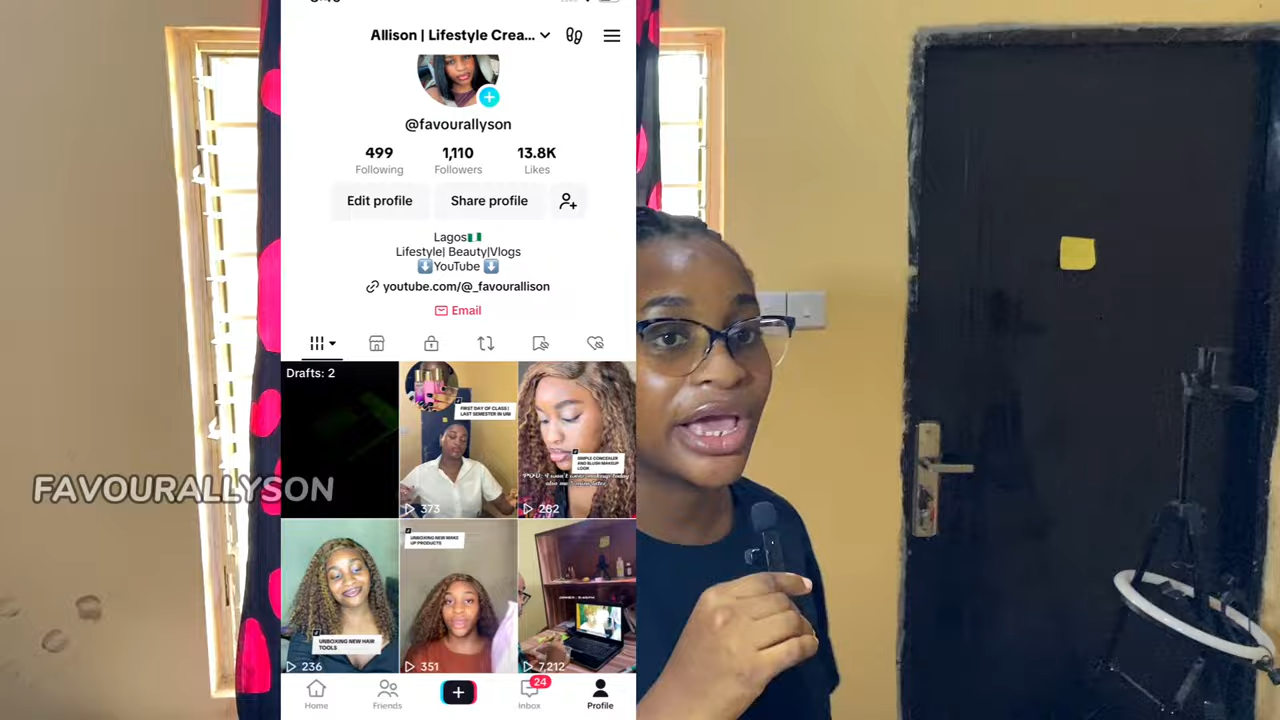 Allison | Lifestyle Crea...
@favourallyson
499
Following
1,110
Followers
13.8K
Likes
Edit profile
Share profile
Lagos🇳🇬
Lifestyle| Beauty|Vlogs
⬇️YouTube ⬇️
youtube.com/@_favourallison
Email
Drafts: 2
FIRST DAY OF CLASS |
LAST SEMESTER IN UNI
373
SIMPLE CONCEALER
AND BLUSH MAKEUP
LOOK
282
FAVOURALLYSON
UNBOXING NEW HAIR
TOOLS
236
UNBOXING NEW MAKE
UP PRODUCTS
351
7,212
Home
Friends
24
Inbox
Profile